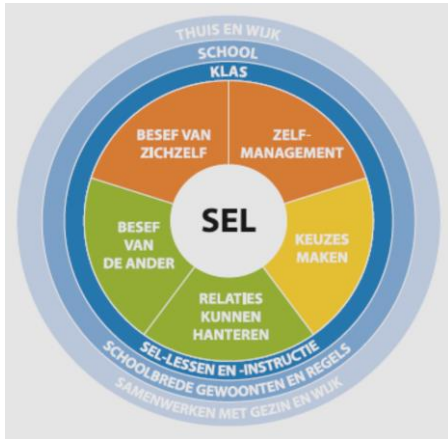 THUIS EN WIJK
SCHOOL
KLAS
BESEF VAN
ZICHZELF
ZELF-
MANAGEMENT
SEL
BESEF
VAN
DE ANDER
KEUZES
MAKEN
RELATIES
KUNNEN
HANTEREN
SEL-LESSEN EN -INSTRUCTIE
SCHOOLBREDE GEWOONTEN EN REGELS
SAMENWERKEN MET GEZIN EN WIJK